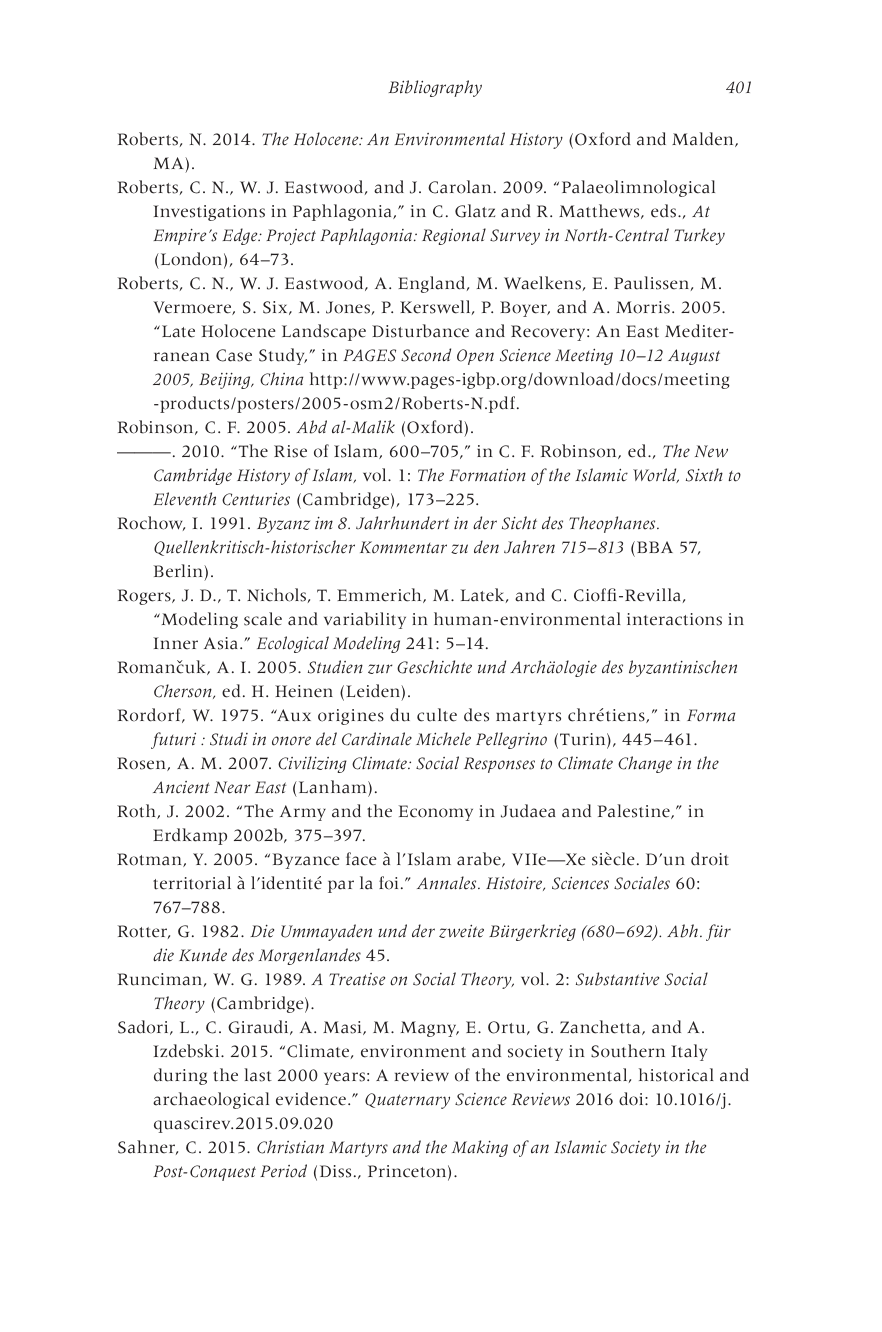 Bibliography 401
Roberts, N. 2014. The Holocene: An Environmental History (Oxford and Malden,
MA).
Roberts, C. N., W. J. Eastwood, and J. Carolan. 2009. “Palaeolimnological
Investigations in Paphlagonia,” in C. Glatz and R. Matthews, eds., At
Empire’s Edge: Project Paphlagonia: Regional Survey in North-Central Turkey
(London), 64–73.
Roberts, C. N., W. J. Eastwood, A. England, M. Waelkens, E. Paulissen, M.
Vermoere, S. Six, M. Jones, P. Kerswell, P. Boyer, and A. Morris. 2005.
“Late Holocene Landscape Disturbance and Recovery: An East Mediter-
ranean Case Study,” in PAGES Second Open Science Meeting 10–12 August
2005, Beijing, China http://www.pages-igbp.org/download/docs/meeting
-products/posters/2005-osm2/Roberts-N.pdf.
Robinson, C. F. 2005. Abd al-Malik (Oxford).
———. 2010. “The Rise of Islam, 600–705,” in C. F. Robinson, ed., The New
Cambridge History of Islam, vol. 1: The Formation of the Islamic World, Sixth to
Eleventh Centuries (Cambridge), 173–225.
Rochow, I. 1991. Byzanz im 8. Jahrhundert in der Sicht des Theophanes.
Quellenkritisch-historischer Kommentar zu den Jahren 715–813 (BBA 57,
Berlin).
Rogers, J. D., T. Nichols, T. Emmerich, M. Latek, and C. Cioffi-Revilla,
“Modeling scale and variability in human-environmental interactions in
Inner Asia.” Ecological Modeling 241: 5–14.
Romančuk, A. I. 2005. Studien zur Geschichte und Archäologie des byzantinischen
Cherson, ed. H. Heinen (Leiden).
Rordorf, W. 1975. “Aux origines du culte des martyrs chrétiens,” in Forma
futuri : Studi in onore del Cardinale Michele Pellegrino (Turin), 445–461.
Rosen, A. M. 2007. Civilizing Climate: Social Responses to Climate Change in the
Ancient Near East (Lanham).
Roth, J. 2002. “The Army and the Economy in Judaea and Palestine,” in
Erdkamp 2002b, 375–397.
Rotman, Y. 2005. “Byzance face à l’Islam arabe, VIIe—Xe siècle. D’un droit
territorial à l’identité par la foi.” Annales. Histoire, Sciences Sociales 60:
767–788.
Rotter, G. 1982. Die Ummayaden und der zweite Bürgerkrieg (680–692). Abh. für
die Kunde des Morgenlandes 45.
Runciman, W. G. 1989. A Treatise on Social Theory, vol. 2: Substantive Social
Theory (Cambridge).
Sadori, L., C. Giraudi, A. Masi, M. Magny, E. Ortu, G. Zanchetta, and A.
Izdebski. 2015. “Climate, environment and society in Southern Italy
during the last 2000 years: A review of the environmental, historical and
archaeological evidence.” Quaternary Science Reviews 2016 doi: 10.1016/j.
quascirev.2015.09.020
Sahner, C. 2015. Christian Martyrs and the Making of an Islamic Society in the
Post-Conquest Period (Diss., Princeton).